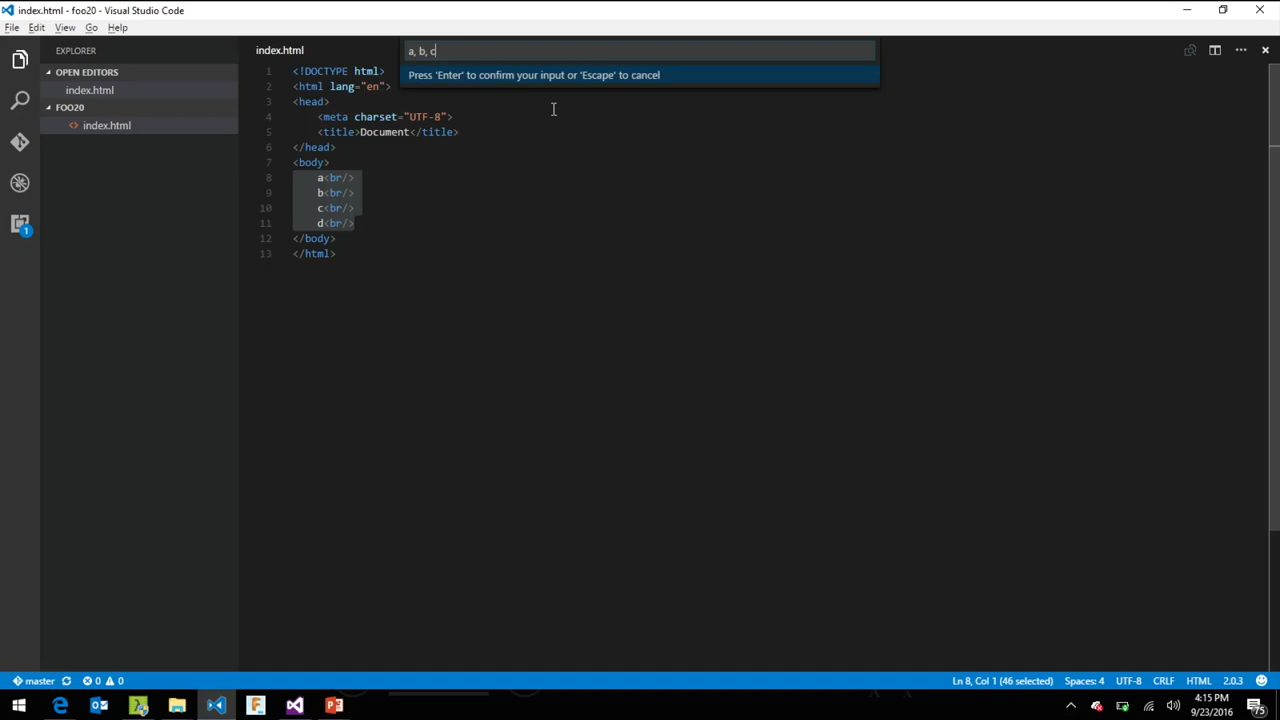 index.html - foo20 - Visual Studio Code
File Edit View Go Help
EXPLORER
OPEN EDITORS
index.html
FOO20
<> index.html
index.html
a, b, c
Press 'Enter' to confirm your input or 'Escape' to cancel
1 <!DOCTYPE html>
2 <html lang="en">
3 <head>
4 <meta charset="UTF-8">
5 <title>Document</title>
6 </head>
7 <body>
8 a<br/>
9 b<br/>
10 c<br/>
11 d<br/>
12 </body>
13 </html>
1
master 0 0 Ln 8, Col 1 (46 selected) Spaces: 4 UTF-8 CRLF HTML 2.0.3
4:15 PM
9/23/2016
75